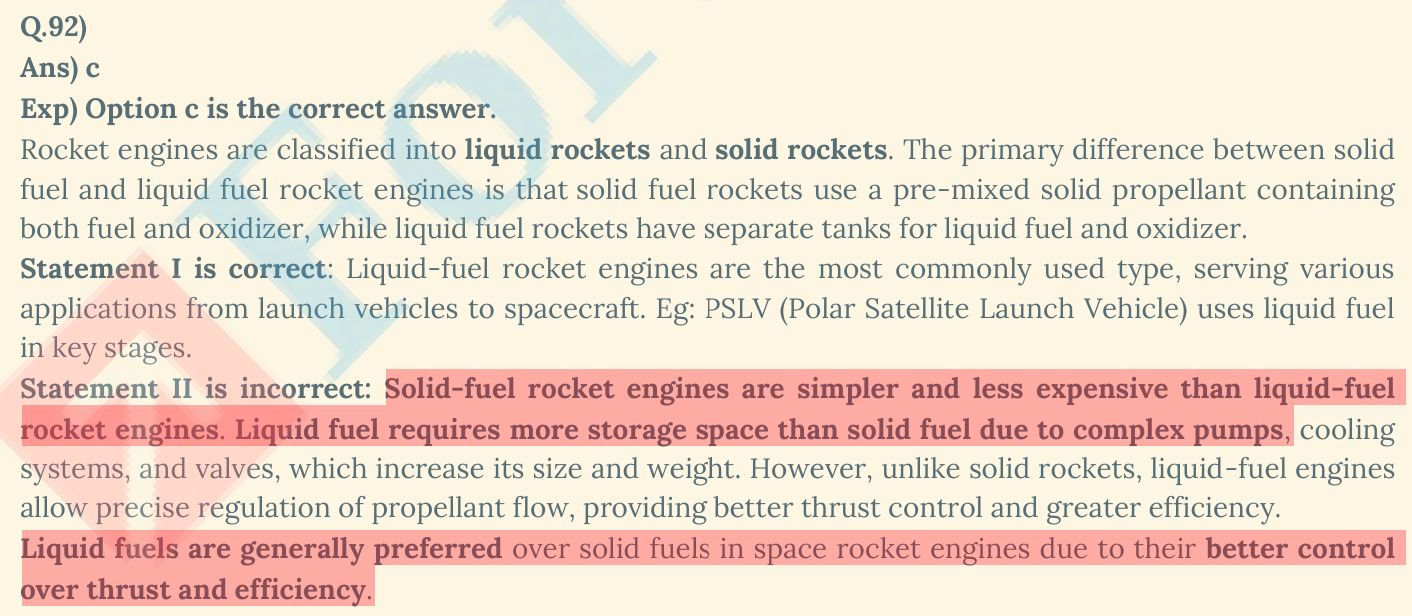 Q.92)
Ans) c
Exp) Option c is the correct answer.
Rocket engines are classified into liquid rockets and solid rockets. The primary difference between solid
fuel and liquid fuel rocket engines is that solid fuel rockets use a pre-mixed solid propellant containing
both fuel and oxidizer, while liquid fuel rockets have separate tanks for liquid fuel and oxidizer.
Statement I is correct: Liquid-fuel rocket engines are the most commonly used type, serving various
applications from launch vehicles to spacecraft. Eg: PSLV (Polar Satellite Launch Vehicle) uses liquid fuel
in key stages.
Statement II is incorrect: Solid-fuel rocket engines are simpler and less expensive than liquid-fuel
rocket engines. Liquid fuel requires more storage space than solid fuel due to complex pumps, cooling
systems, and valves, which increase its size and weight. However, unlike solid rockets, liquid-fuel engines
allow precise regulation of propellant flow, providing better thrust control and greater efficiency.
Liquid fuels are generally preferred over solid fuels in space rocket engines due to their better control
over thrust and efficiency.
For